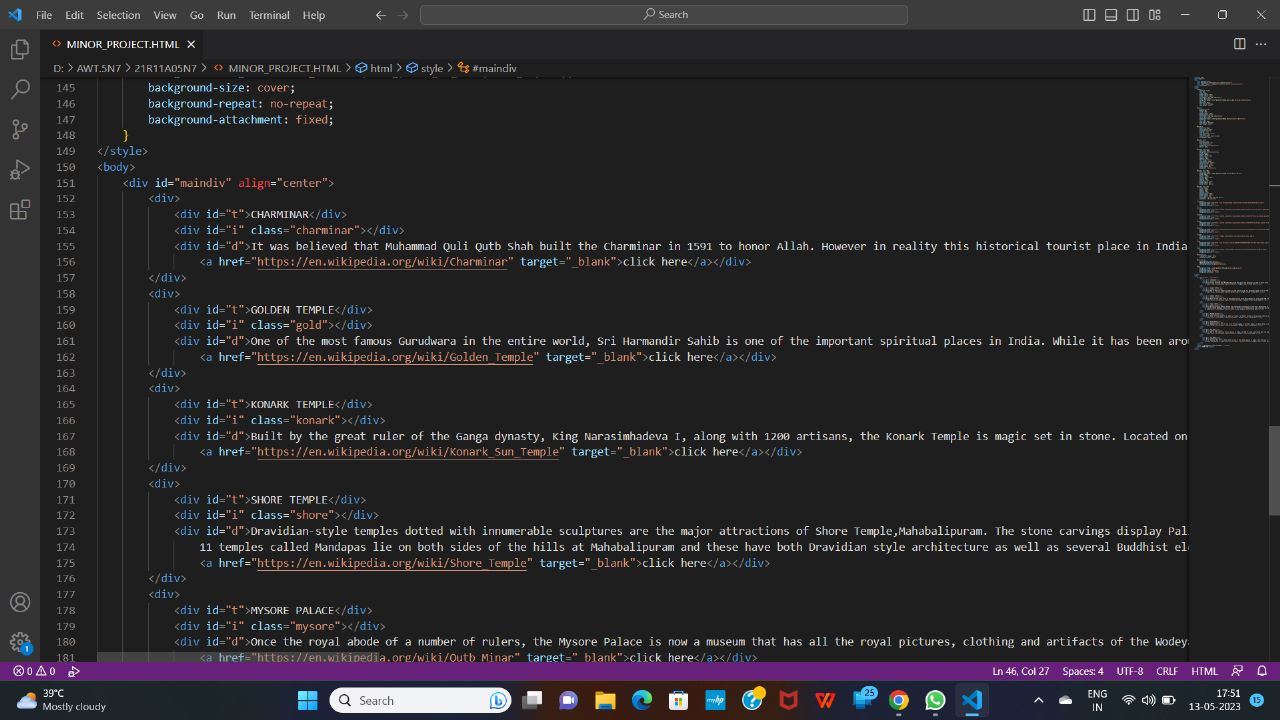 File Edit Selection View Go Run Terminal Help Search
MINOR_PROJECT.HTML
D: > AWT.5N7 > 21R11A05N7 > MINOR_PROJECT.HTML > html > style > #maindiv
145 background-size: cover;
146 background-repeat: no-repeat;
147 background-attachment: fixed;
148 }
149 </style>
150 <body>
151 <div id="maindiv" align="center">
152 <div>
153 <div id="t">CHARMINAR</div>
154 <div id="i" class="charminar"></div>
155 <div id="d">It was believed that Muhammad Quli Qutb Shah built the Charminar in 1591 to honor Allah. However in reality, in historical tourist place in India
156 <a href="https://en.wikipedia.org/wiki/Charminar" target="_blank">click here</a></div>
157 </div>
158 <div>
159 <div id="t">GOLDEN TEMPLE</div>
160 <div id="i" class="gold"></div>
161 <div id="d">One of the most famous Gurudwara in the entire world, Sri Harmandir Sahib is one of the important spiritual places in India. While it has been arou
162 <a href="https://en.wikipedia.org/wiki/Golden_Temple" target="_blank">click here</a></div>
163 </div>
164 <div>
165 <div id="t">KONARK TEMPLE</div>
166 <div id="i" class="konark"></div>
167 <div id="d">Built by the great ruler of the Ganga dynasty, King Narasimhadeva I, along with 1200 artisans, the Konark Temple is magic set in stone. Located on
168 <a href="https://en.wikipedia.org/wiki/Konark_Sun_Temple" target="_blank">click here</a></div>
169 </div>
170 <div>
171 <div id="t">SHORE TEMPLE</div>
172 <div id="i" class="shore"></div>
173 <div id="d">Dravidian-style temples dotted with innumerable sculptures are the major attractions of Shore Temple,Mahabalipuram. The stone carvings display Pal
174 11 temples called Mandapas lie on both sides of the hills at Mahabalipuram and these have both Dravidian style architecture as well as several Buddhist el
175 <a href="https://en.wikipedia.org/wiki/Shore_Temple" target="_blank">click here</a></div>
176 </div>
177 <div>
178 <div id="t">MYSORE PALACE</div>
179 <div id="i" class="mysore"></div>
180 <div id="d">Once the royal abode of a number of rulers, the Mysore Palace is now a museum that has all the royal pictures, clothing and artifacts of the Wodey
181 <a href="https://en.wikipedia.org/wiki/Qutb_Minar" target="_blank">click here</a></div>
0 0 Ln 46, Col 27 Spaces: 4 UTF-8 CRLF HTML
39°C
Mostly cloudy
Search
25
ENG
IN
17:51
13-05-2023
15